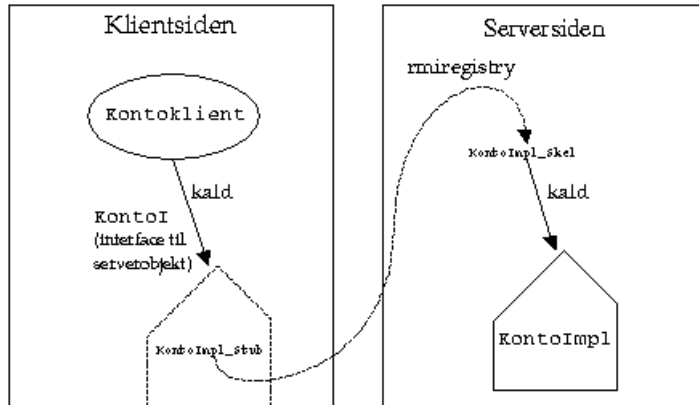 Klientsiden
Kontoklient
kald
KontoI
(interface til
serverobjekt)
KontoImpl_Stub
Serversiden
rmiregistry
KontoImpl_Skel
kald
KontoImpl